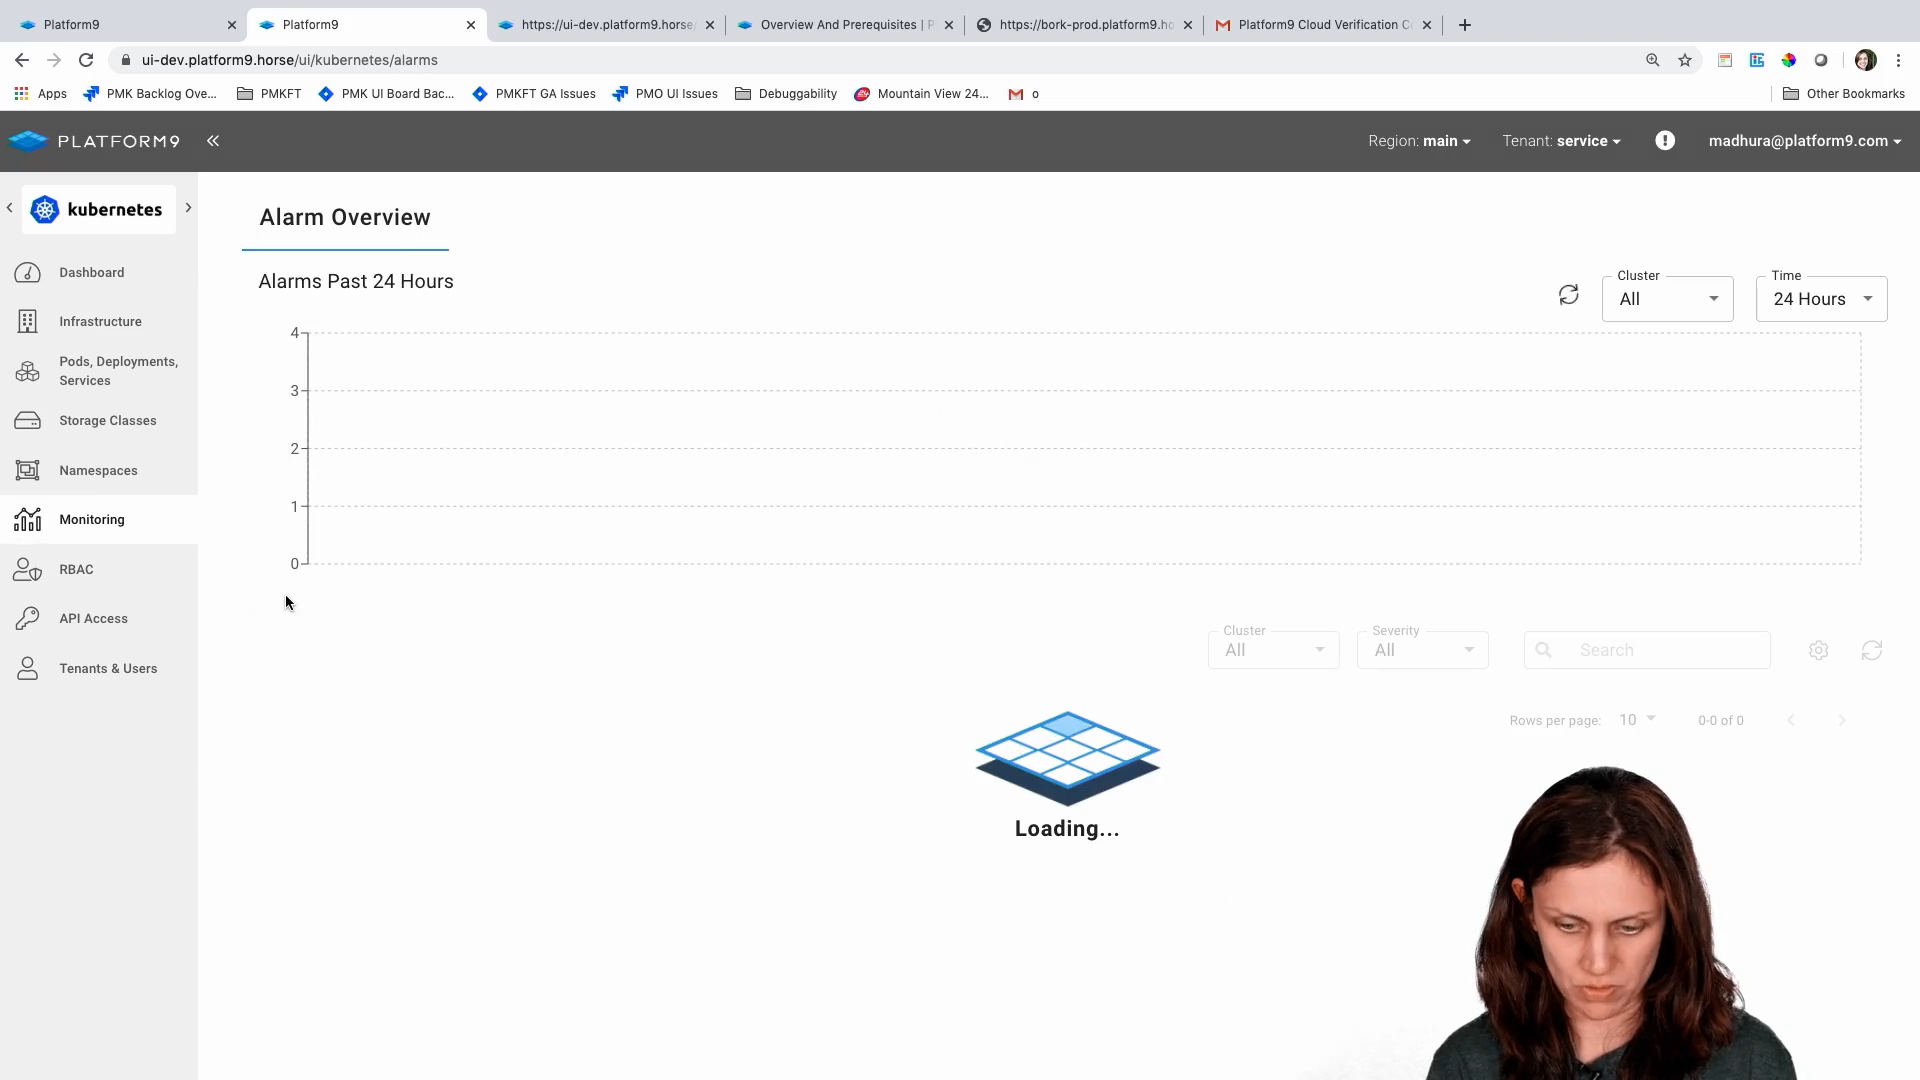 Platform9
Platform9
https://ui-dev.platform9.horse/
Overview And Prerequisites | P
https://bork-prod.platform9.ho
Platform9 Cloud Verification C
ui-dev.platform9.horse/ui/kubernetes/alarms
Apps
PMK Backlog Ove...
PMKFT
PMK UI Board Bac...
PMKFT GA Issues
PMO UI Issues
Debuggability
Mountain View 24...
o
Other Bookmarks
PLATFORM9
Region: main
Tenant: service
madhura@platform9.com
kubernetes
Dashboard
Infrastructure
Pods, Deployments,
Services
Storage Classes
Namespaces
Monitoring
RBAC
API Access
Tenants & Users
Alarm Overview
Alarms Past 24 Hours
Cluster
All
Time
24 Hours
4
3
2
1
0
Cluster
All
Severity
All
Search
Rows per page: 10
0-0 of 0
Loading...